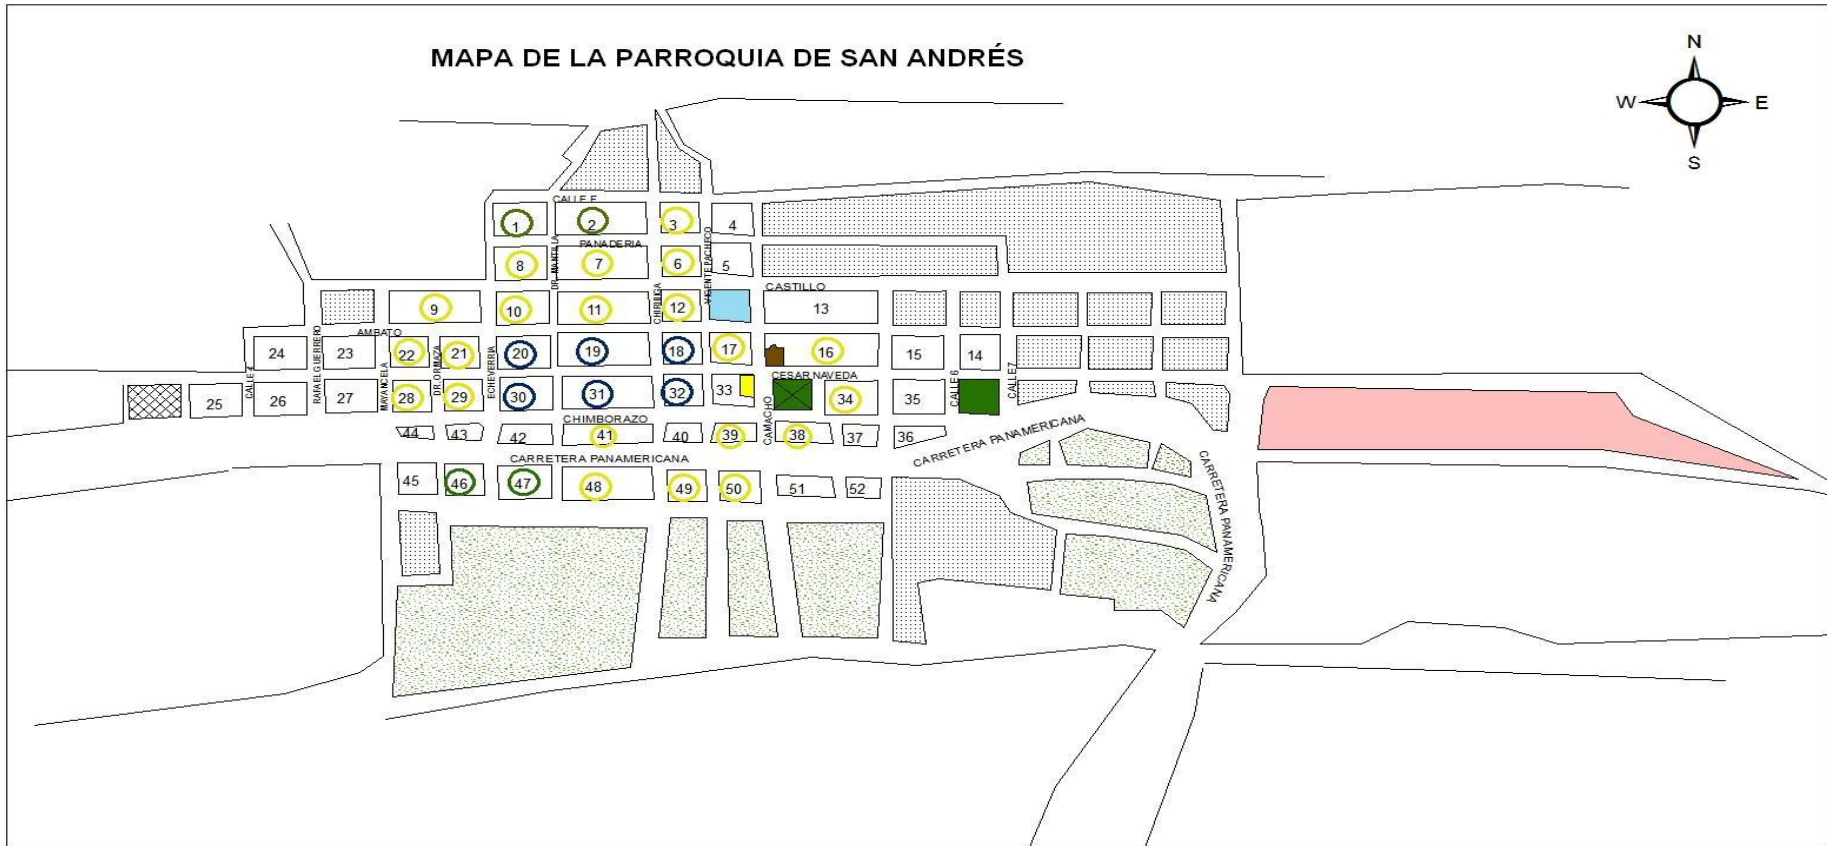 MAPA DE LA PARROQUIA DE SAN ANDRÉS
N
W E
S
CALLE F
1 2 3 4
PANADERIA
DR. MANTILLA
VICENTE PACHECO
8 7 6 5
CASTILLO
CHIRIBOGA
9 10 11 12 13
AMBATO
RAFAEL GUERRERO
24 23 22 21 20 19 18 17 16 15 14
CALLE 4
MAYANCELA
DR. ORMAZA
ECHEVERRIA
CESAR NAVEDA
CALLE 6
CALLE 7
25 26 27 28 29 30 31 32 33 34 35
CHIMBORAZO
CAMACHO
44 43 42 41 40 39 38 37 36
CARRETERA PANAMERICANA
CARRETERA PANAMERICANA
CARRETERA PANAMERICANA
45 46 47 48 49 50 51 52